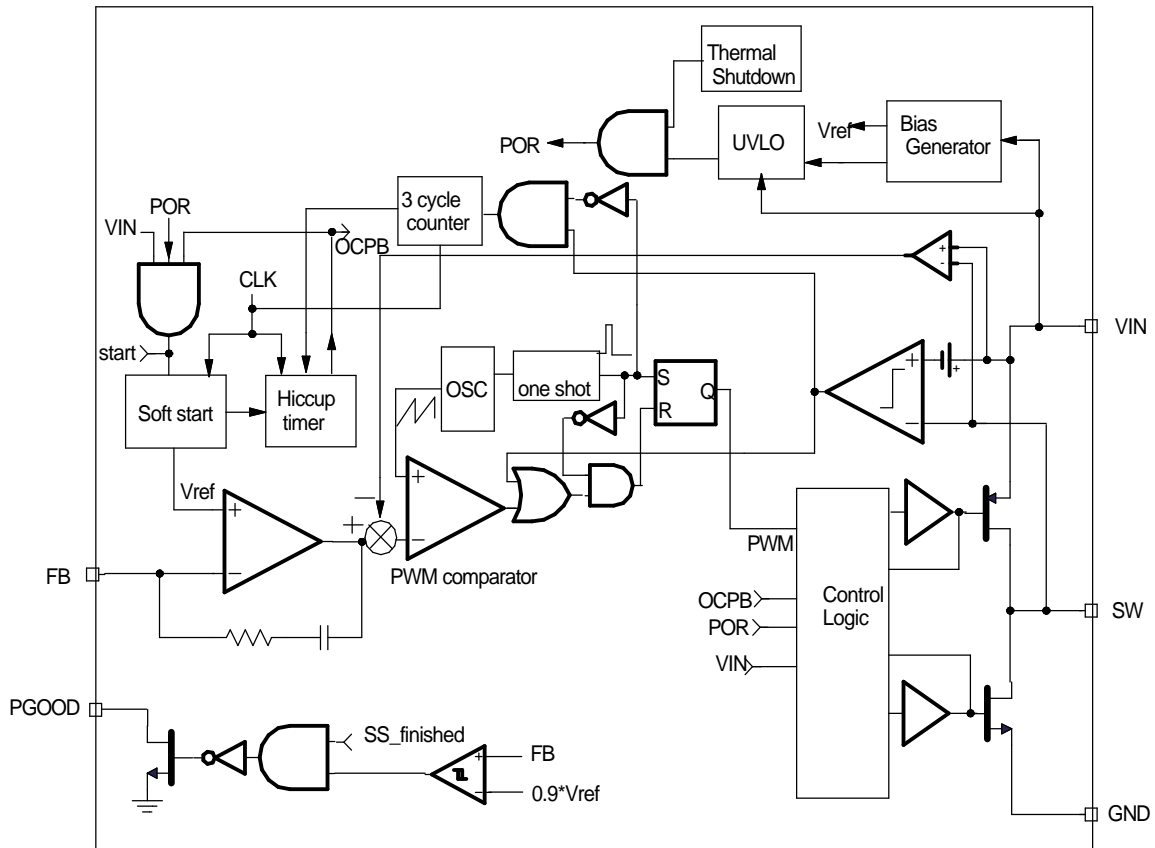 Thermal
Shutdown
POR
UVLO
Vref
Bias
Generator
3 cycle
counter
POR
VIN
OCPB
CLK
+
-
VIN
start
Soft start
Hiccup
timer
OSC
one shot
S
Q
R
+
+
−
Vref
+
−
+
−
+
−
PWM comparator
FB
PWM
OCPB
POR
VIN
Control
Logic
SW
PGOOD
SS_finished
+
FB
−
0.9*Vref
GND